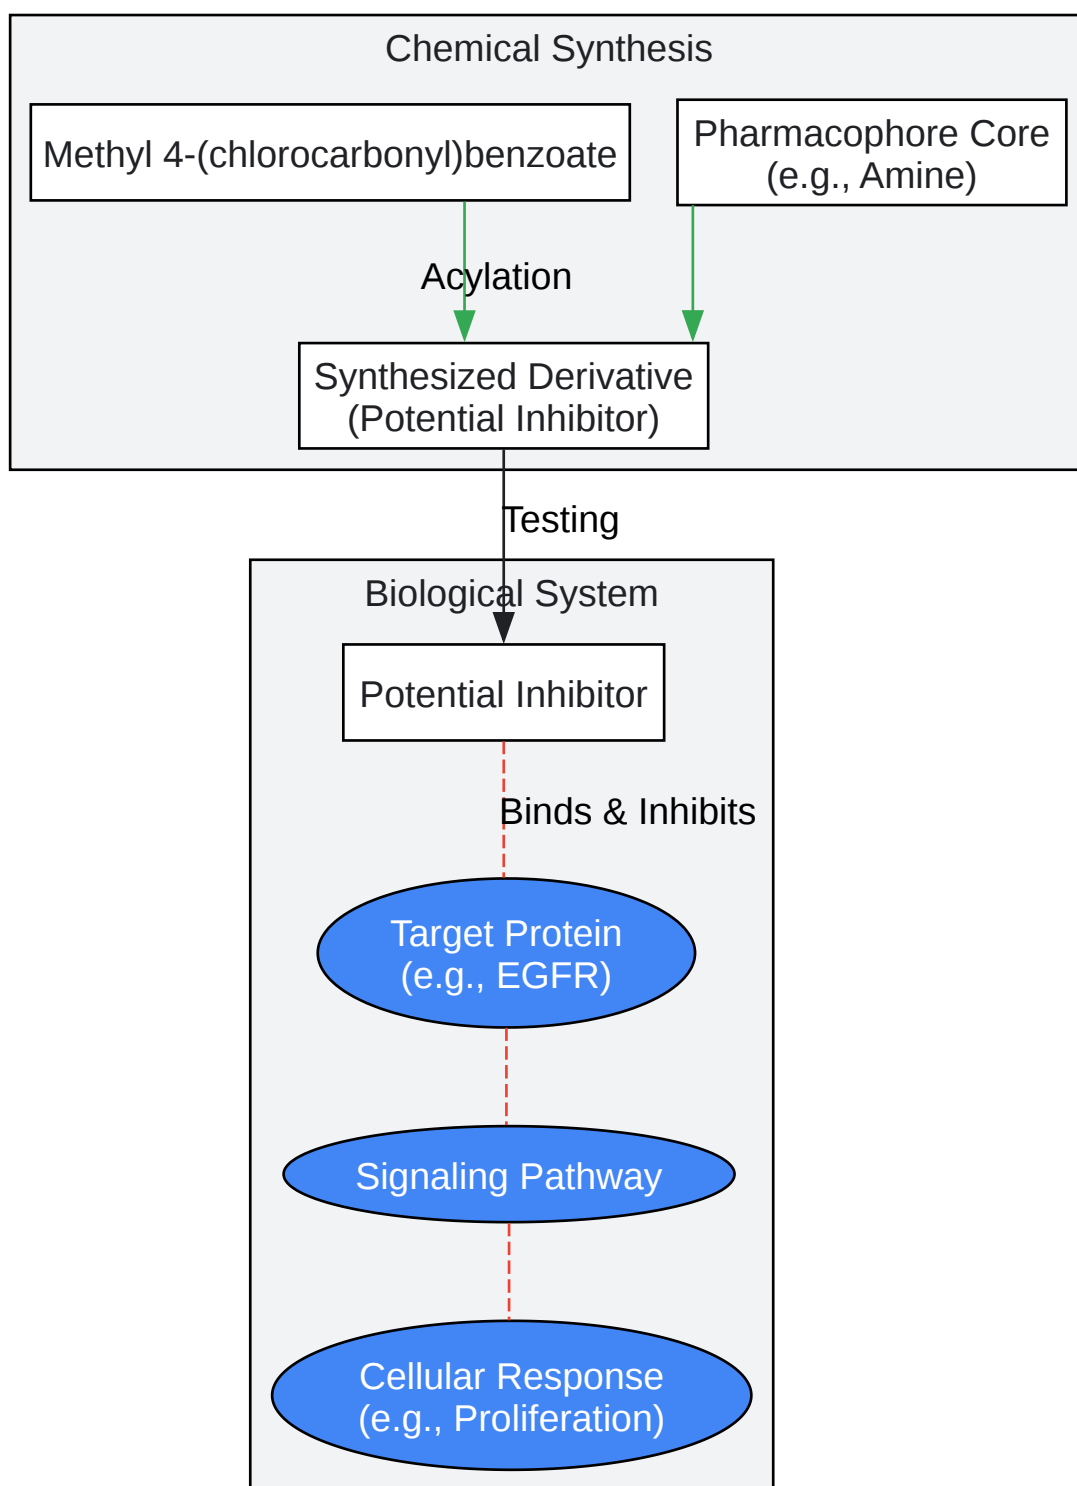 Chemical Synthesis
Methyl 4-(chlorocarbonyl)benzoate
Pharmacophore Core
(e.g., Amine)
Acylation
Synthesized Derivative
(Potential Inhibitor)
Testing
Biological System
Potential Inhibitor
Binds & Inhibits
Target Protein
(e.g., EGFR)
Signaling Pathway
Cellular Response
(e.g., Proliferation)